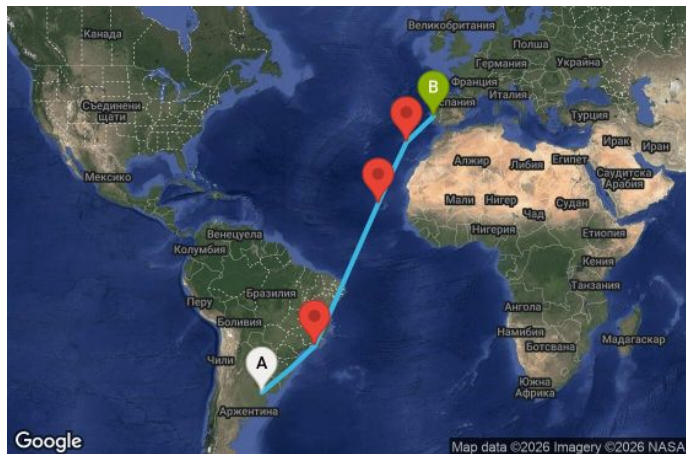 Канада
Великобритания
Полша
Германия
Украйна
Франция
B
Испания
Италия
Турция
Съединени
щати
Ирак
Иран
Алжир
Либия
Египет
Саудитска
Арабия
Мексико
Мали
Нигер
Чад
Судан
Нигерия
Етиопия
Венецуела
Колумбия
Кения
Танзания
Перу
Бразилия
Ангола
Боливия
Намибия
Ботсвана
Мадагаскар
A
Чили
Южна
Африка
Аржентина
Google
Map data ©2026 Imagery ©2026 NASA